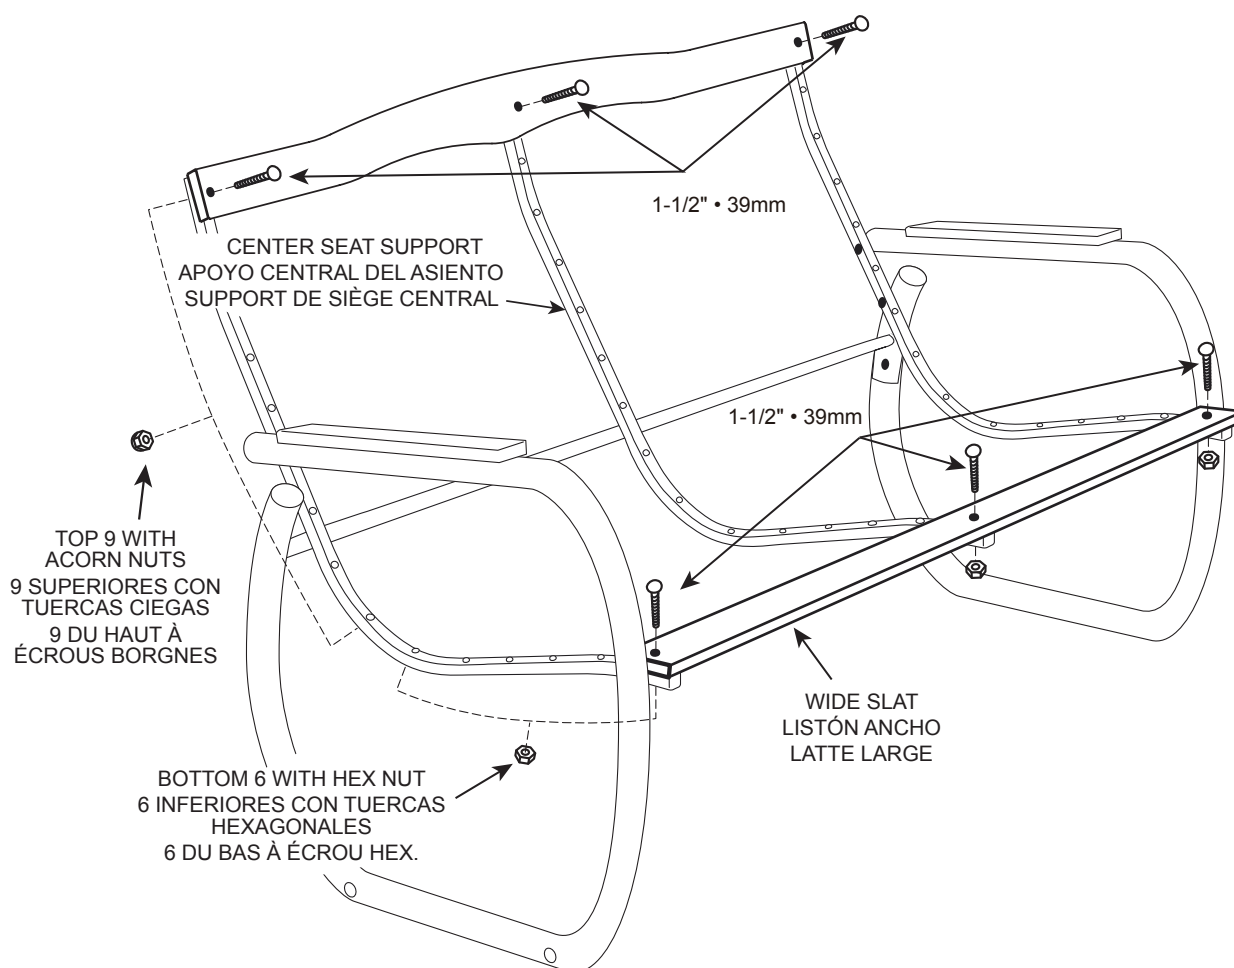 1-1/2" • 39mm
CENTER SEAT SUPPORT
APOYO CENTRAL DEL ASIENTO
SUPPORT DE SIÈGE CENTRAL
1-1/2" • 39mm
TOP 9 WITH
ACORN NUTS
9 SUPERIORES CON
TUERCAS CIEGAS
9 DU HAUT À
ÉCROUS BORGNES
WIDE SLAT
LISTÓN ANCHO
LATTE LARGE
BOTTOM 6 WITH HEX NUT
6 INFERIORES CON TUERCAS
HEXAGONALES
6 DU BAS À ÉCROU HEX.